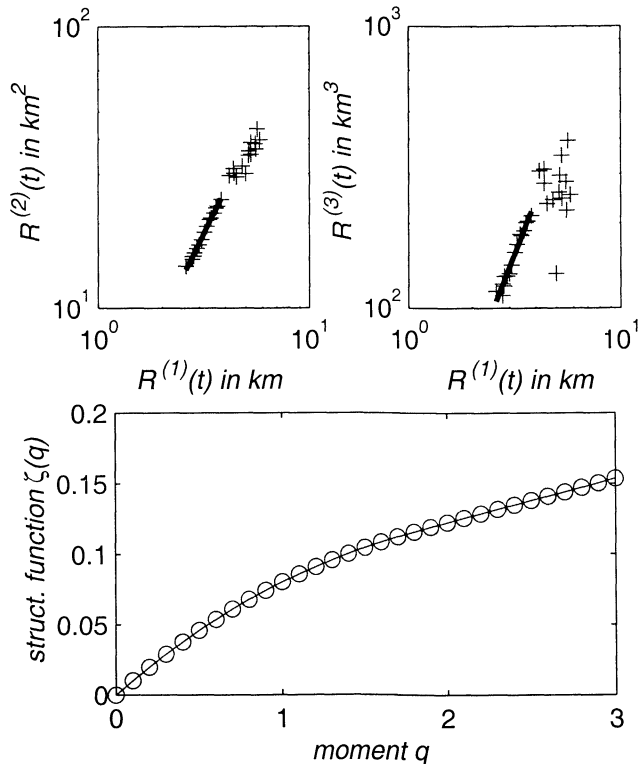 10^2
R^(2)(t) in km^2
10^1
10^0
10^1
R^(1)(t) in km
10^3
R^(3)(t) in km^3
10^2
10^0
10^1
R^(1)(t) in km
0.2
0.15
0.1
0.05
0
struct. function ζ(q)
0
1
2
3
moment q